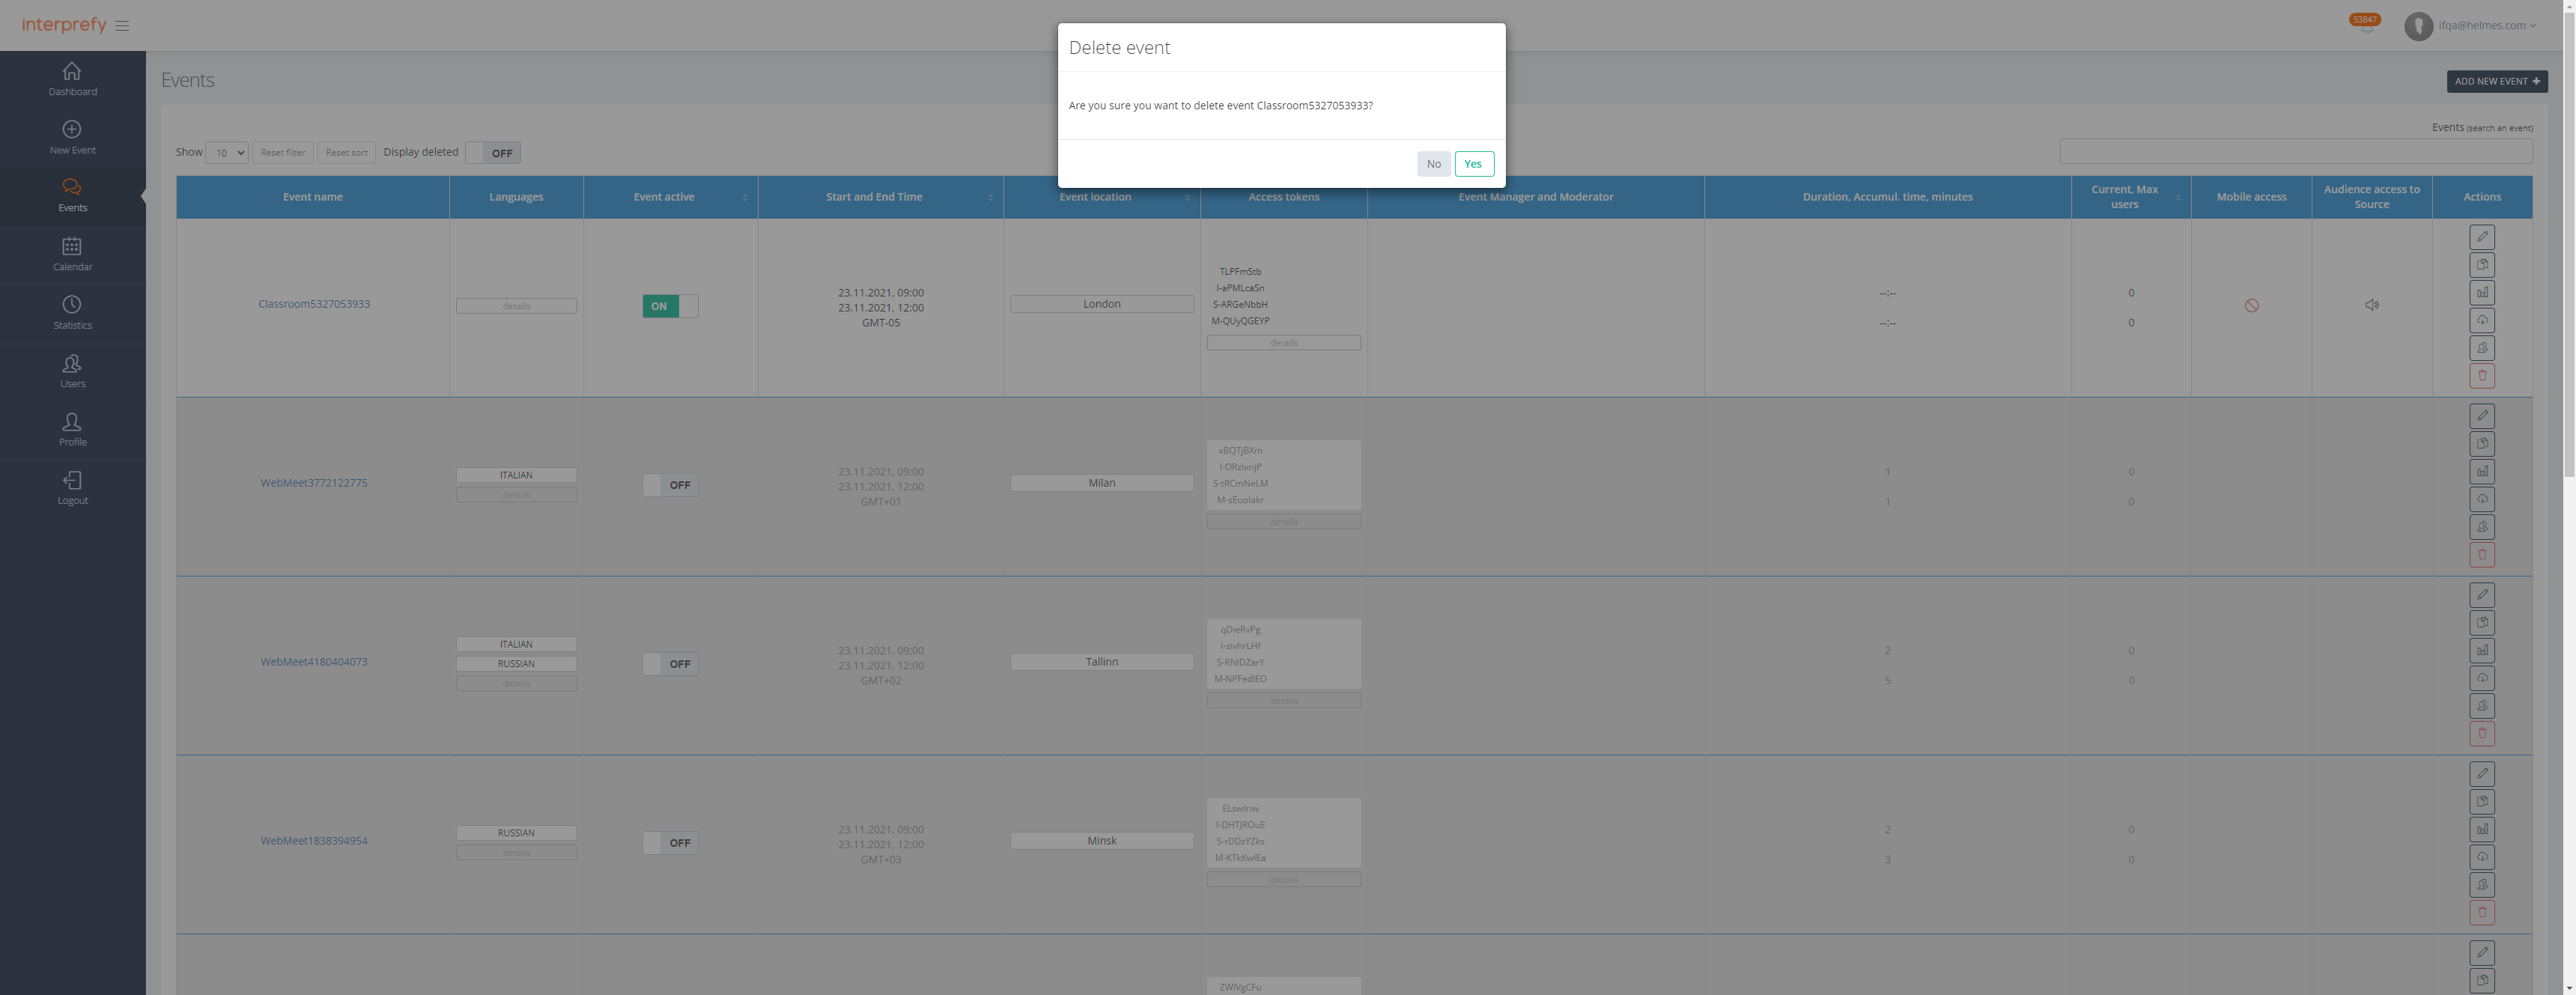 interprefy
53847
ifqa@helmes.com
Dashboard
New Event
Events
Calendar
Statistics
Users
Profile
Logout
Delete event
Are you sure you want to delete event Classroom5327053933?
No
Yes
Events
ADD NEW EVENT
Events (search an event)
Show 10 Reset filter Reset sort Display deleted OFF
Event name
Languages
Event active
Start and End Time
Event location
Access tokens
Event Manager and Moderator
Duration, Accumul. time, minutes
Current, Max
users
Mobile access
Audience access to
Source
Actions
Classroom5327053933
details
ON
23.11.2021, 09:00
23.11.2021, 12:00
GMT-05
London
TLPFmStb
I-aPMLcaSn
S-ARGeNbbH
M-QUyQGEYP
details
--:--
--:--
0
0
WebMeet3772122775
ITALIAN
details
OFF
23.11.2021, 09:00
23.11.2021, 12:00
GMT+01
Milan
xBQTjBXm
I-ORzIxnjP
S-tRCmNeLM
M-sEuolakr
details
1
1
0
0
WebMeet4180404073
ITALIAN
RUSSIAN
details
OFF
23.11.2021, 09:00
23.11.2021, 12:00
GMT+02
Tallinn
qDieRvPg
I-zivhrLHf
S-RNIDZarY
M-NPFedIEO
details
2
5
0
0
WebMeet1838394954
RUSSIAN
details
OFF
23.11.2021, 09:00
23.11.2021, 12:00
GMT+03
Minsk
ELswlriw
I-DHTJROuE
S-rDDzYZks
M-KTkKwlEa
details
2
3
0
0
ZWlVgCFu